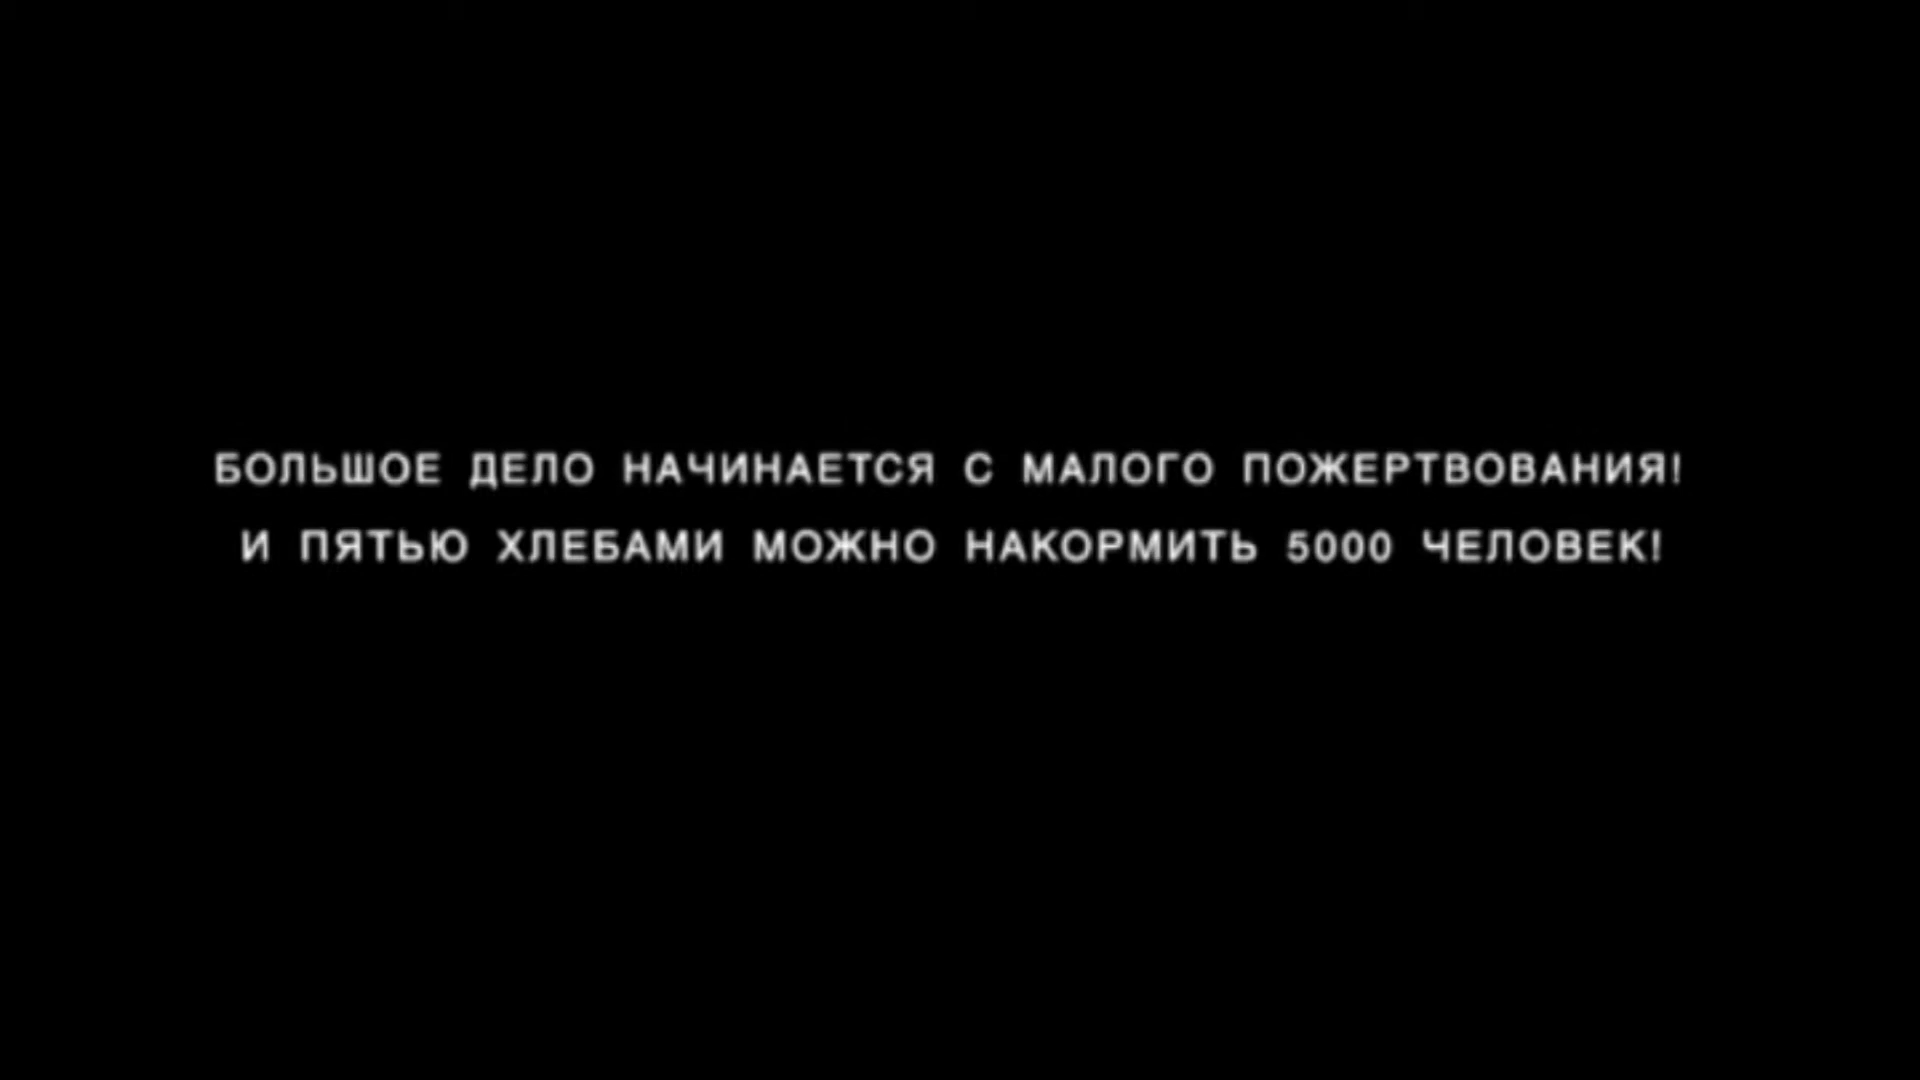 БОЛЬШОЕ ДЕЛО НАЧИНАЕТСЯ С МАЛОГО ПОЖЕРТВОВАНИЯ!
И ПЯТЬЮ ХЛЕБАМИ МОЖНО НАКОРМИТЬ 5000 ЧЕЛОВЕК!